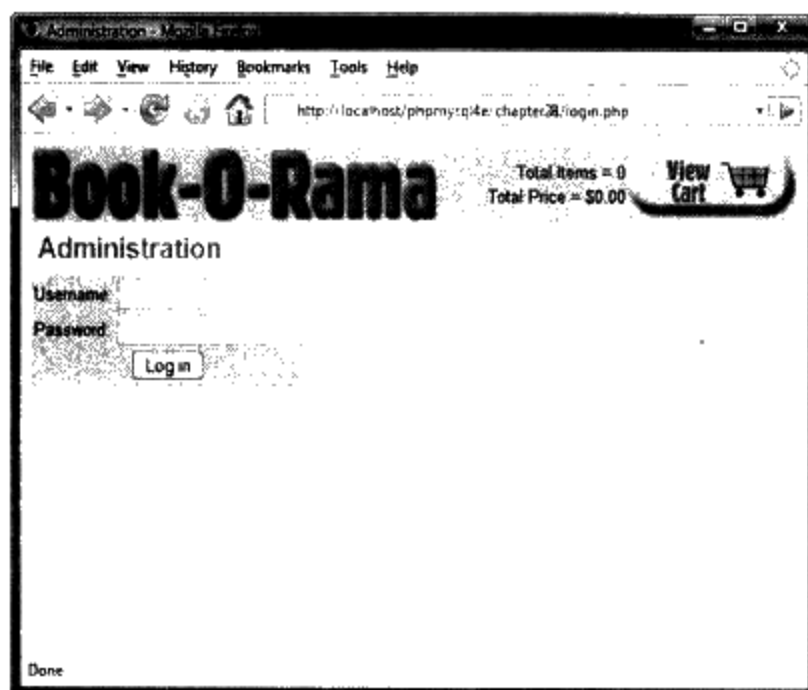 Administration - Mozilla Firefox
File Edit View History Bookmarks Tools Help
http://localhost/phpmysql4e/chapter28/login.php
Book-O-Rama
Total Items = 0
Total Price = $0.00
View Cart
Administration
Username
Password
Log in
Done